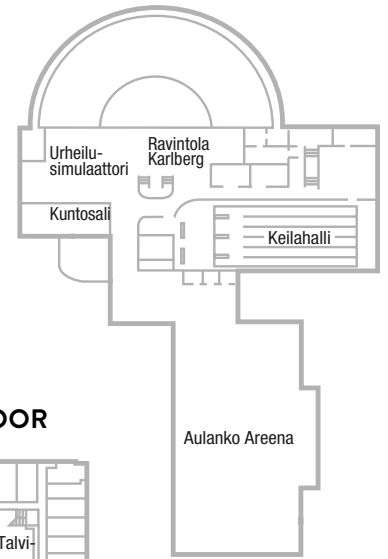 Urheilu-
simulaattori
Ravintola
Karlberg
Kuntosali
Keilahalli
Aulanko Areena
OOR
Talvi-